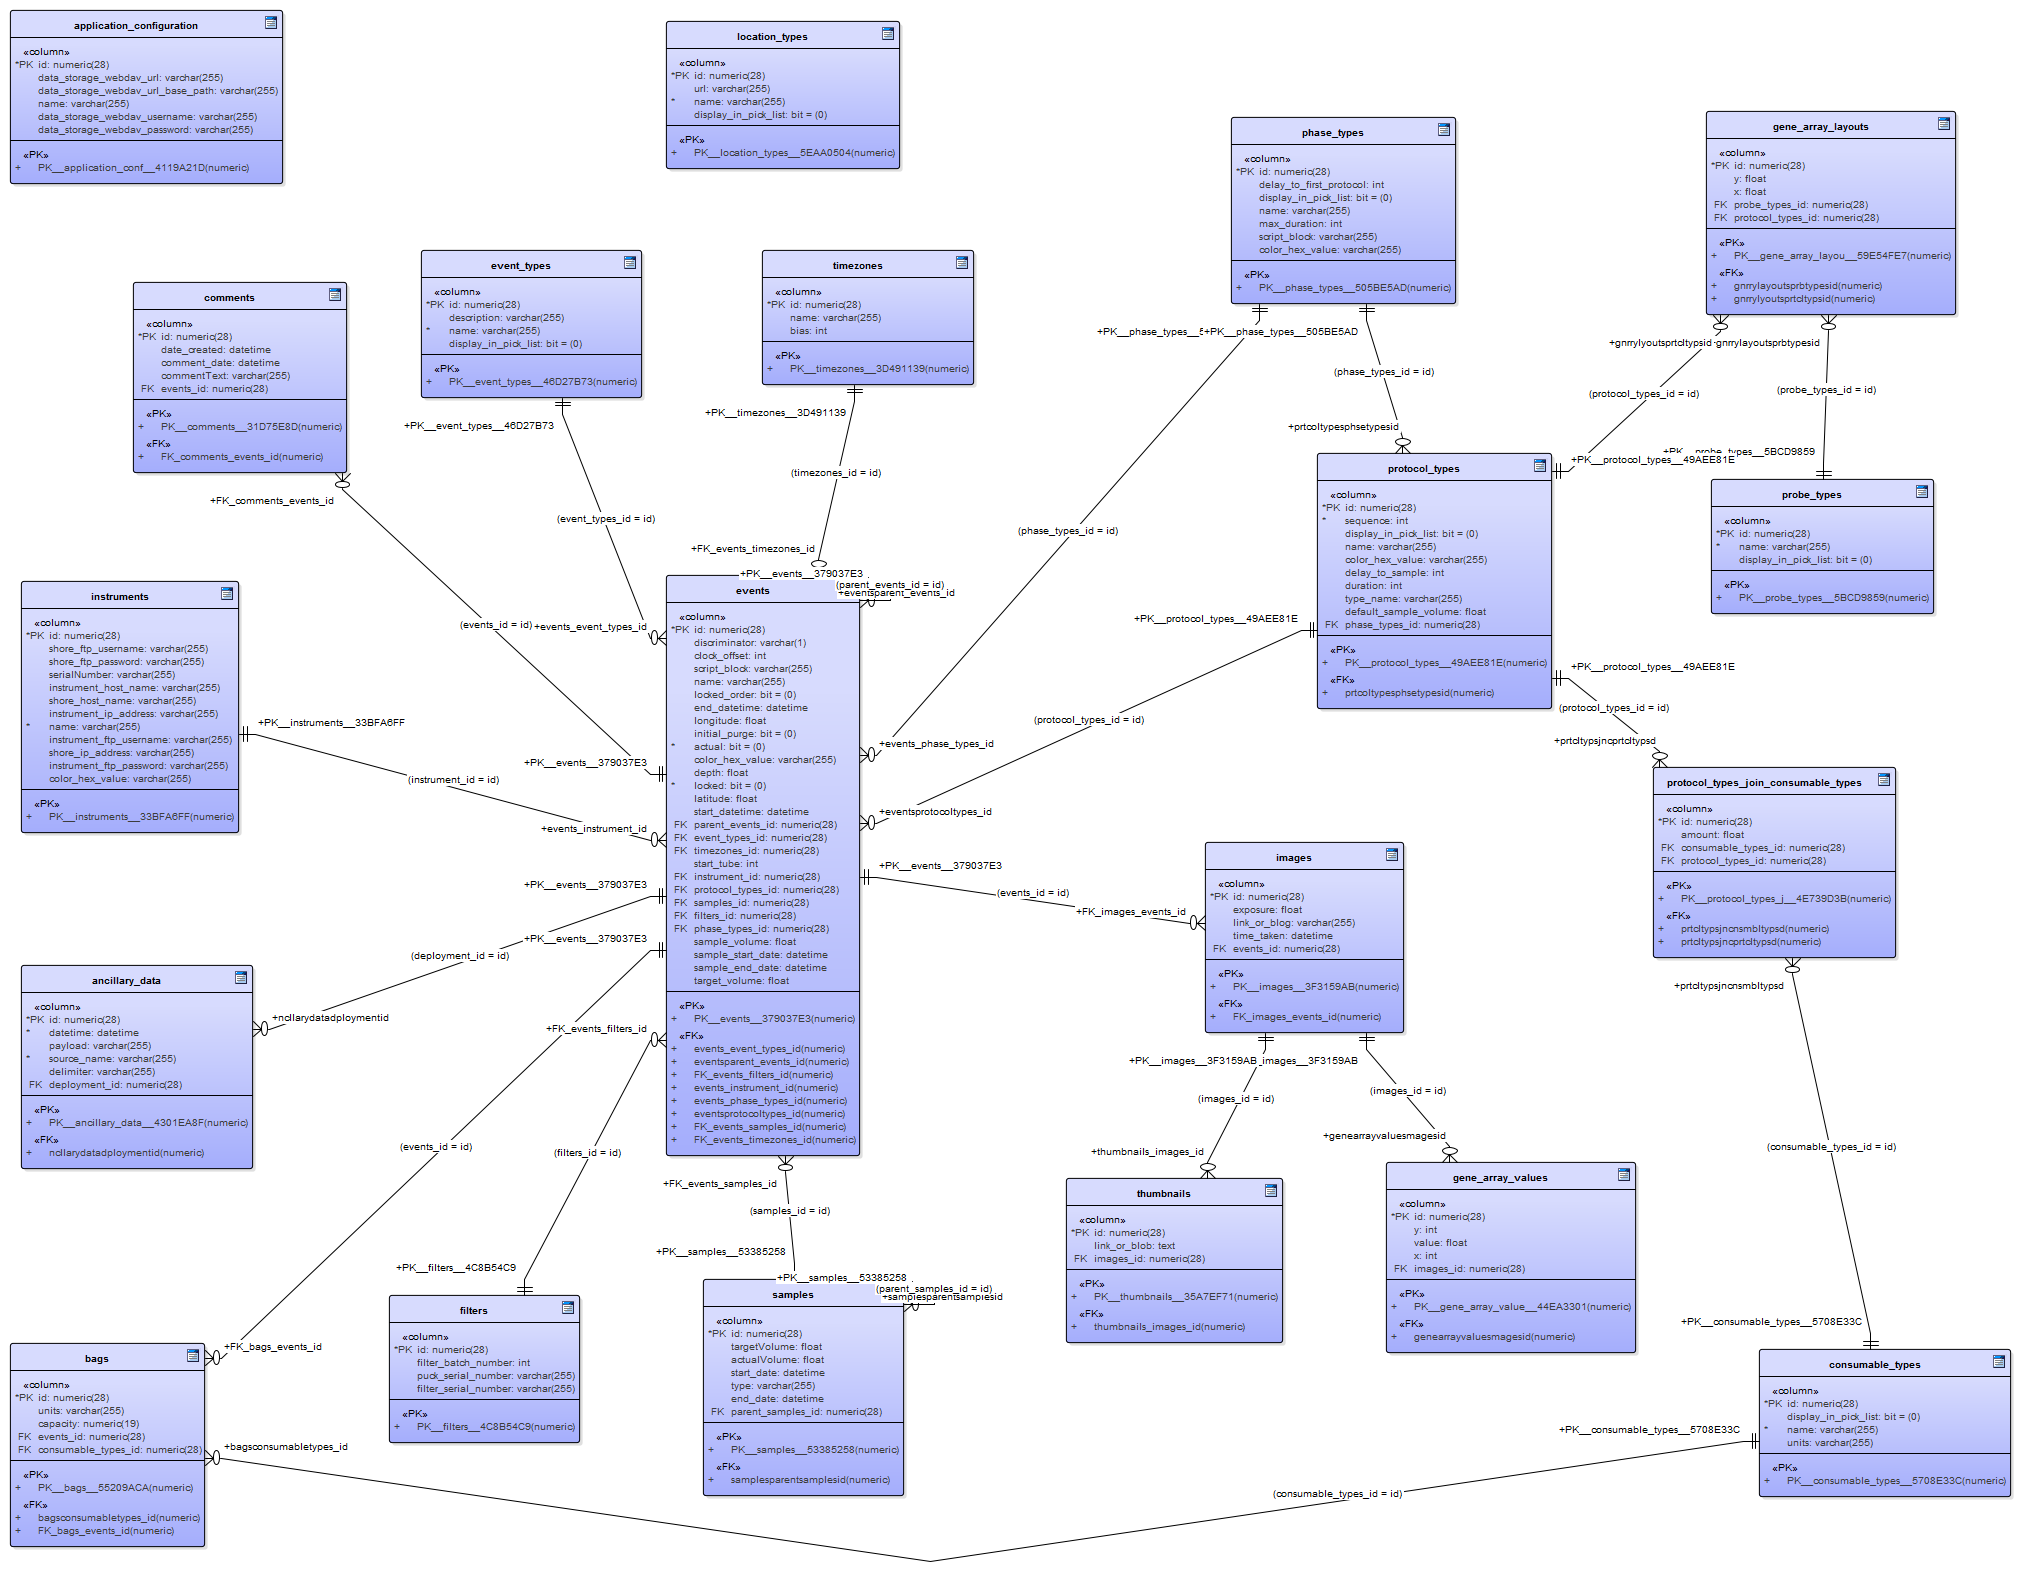 application_configuration
«column»
*PK id: numeric(28)
data_storage_webdav_url: varchar(255)
data_storage_webdav_url_base_path: varchar(255)
name: varchar(255)
data_storage_webdav_username: varchar(255)
data_storage_webdav_password: varchar(255)
«PK»
+ PK__application_conf__4119A21D(numeric)
location_types
«column»
*PK id: numeric(28)
url: varchar(255)
* name: varchar(255)
display_in_pick_list: bit = (0)
«PK»
+ PK__location_types__5EAA0504(numeric)
phase_types
«column»
*PK id: numeric(28)
delay_to_first_protocol: int
display_in_pick_list: bit = (0)
name: varchar(255)
max_duration: int
script_block: varchar(255)
color_hex_value: varchar(255)
«PK»
+ PK__phase_types__505BE5AD(numeric)
gene_array_layouts
«column»
*PK id: numeric(28)
y: float
x: float
FK probe_types_id: numeric(28)
FK protocol_types_id: numeric(28)
«PK»
+ PK__gene_array_layou__59E54FE7(numeric)
«FK»
+ gnrrylayoutsprbtypesid(numeric)
+ gnrrylyoutsprtcltypsid(numeric)
comments
«column»
*PK id: numeric(28)
date_created: datetime
comment_date: datetime
commentText: varchar(255)
FK events_id: numeric(28)
«PK»
+ PK__comments__31D75E8D(numeric)
«FK»
+ FK_comments_events_id(numeric)
event_types
«column»
*PK id: numeric(28)
description: varchar(255)
* name: varchar(255)
display_in_pick_list: bit = (0)
«PK»
+ PK__event_types__46D27B73(numeric)
timezones
«column»
*PK id: numeric(28)
name: varchar(255)
bias: int
«PK»
+ PK__timezones__3D491139(numeric)
+PK__phase_types__5
+PK__phase_types__505BE5AD
(phase_types_id = id)
+prtcoltypesphsetypesid
+gnrrylyoutsprtcltypsid
gnrrylayoutsprbtypesid
(protocol_types_id = id)
(probe_types_id = id)
+PK__protocol_types__49AEE81E
probe_types__5BCD9859
+PK__event_types__46D27B73
+PK__timezones__3D491139
(timezones_id = id)
+FK_comments_events_id
(event_types_id = id)
+FK_events_timezones_id
(phase_types_id = id)
protocol_types
«column»
*PK id: numeric(28)
* sequence: int
display_in_pick_list: bit = (0)
name: varchar(255)
color_hex_value: varchar(255)
delay_to_sample: int
duration: int
type_name: varchar(255)
default_sample_volume: float
FK phase_types_id: numeric(28)
«PK»
+ PK__protocol_types__49AEE81E(numeric)
«FK»
+ prtcoltypesphsetypesid(numeric)
probe_types
«column»
*PK id: numeric(28)
* name: varchar(255)
display_in_pick_list: bit = (0)
«PK»
+ PK__probe_types__5BCD9859(numeric)
instruments
«column»
*PK id: numeric(28)
shore_ftp_username: varchar(255)
shore_ftp_password: varchar(255)
serialNumber: varchar(255)
instrument_host_name: varchar(255)
shore_host_name: varchar(255)
instrument_ip_address: varchar(255)
* name: varchar(255)
instrument_ftp_username: varchar(255)
shore_ip_address: varchar(255)
instrument_ftp_password: varchar(255)
color_hex_value: varchar(255)
«PK»
+ PK__instruments__33BFA6FF(numeric)
+PK__events__379037E3
(parent_events_id = id)
+eventsparent_events_id
(events_id = id)
+events_event_types_id
+PK__instruments__33BFA6FF
(instrument_id = id)
+PK__events__379037E3
+events_instrument_id
events
«column»
*PK id: numeric(28)
discriminator: varchar(1)
clock_offset: int
script_block: varchar(255)
name: varchar(255)
locked_order: bit = (0)
end_datetime: datetime
longitude: float
initial_purge: bit = (0)
* actual: bit = (0)
color_hex_value: varchar(255)
depth: float
* locked: bit = (0)
latitude: float
start_datetime: datetime
FK parent_events_id: numeric(28)
FK event_types_id: numeric(28)
FK timezones_id: numeric(28)
start_tube: int
FK instrument_id: numeric(28)
FK protocol_types_id: numeric(28)
FK samples_id: numeric(28)
FK filters_id: numeric(28)
FK phase_types_id: numeric(28)
sample_volume: float
sample_start_date: datetime
sample_end_date: datetime
target_volume: float
«PK»
+ PK__events__379037E3(numeric)
«FK»
+ events_event_types_id(numeric)
+ eventsparent_events_id(numeric)
+ FK_events_filters_id(numeric)
+ events_instrument_id(numeric)
+ events_phase_types_id(numeric)
+ eventsprotocoltypes_id(numeric)
+ FK_events_samples_id(numeric)
+ FK_events_timezones_id(numeric)
+PK__protocol_types__49AEE81E
(protocol_types_id = id)
+events_phase_types_id
+eventsprotocoltypes_id
+PK__protocol_types__49AEE81E
(protocol_types_id = id)
+prtcltypsjncprtcltypsd
protocol_types_join_consumable_types
«column»
*PK id: numeric(28)
amount: float
FK consumable_types_id: numeric(28)
FK protocol_types_id: numeric(28)
«PK»
+ PK__protocol_types_j__4E739D3B(numeric)
«FK»
+ prtcltypsjncnsmbltypsd(numeric)
+ prtcltypsjncprtcltypsd(numeric)
+PK__events__379037E3
(events_id = id)
+FK_images_events_id
images
«column»
*PK id: numeric(28)
exposure: float
link_or_blog: varchar(255)
time_taken: datetime
FK events_id: numeric(28)
«PK»
+ PK__images__3F3159AB(numeric)
«FK»
+ FK_images_events_id(numeric)
+PK__events__379037E3
+PK__events__379037E3
(deployment_id = id)
ancillary_data
«column»
*PK id: numeric(28)
* datetime: datetime
payload: varchar(255)
* source_name: varchar(255)
delimiter: varchar(255)
FK deployment_id: numeric(28)
«PK»
+ PK__ancillary_data__4301EA8F(numeric)
«FK»
+ ncllarydatadploymentid(numeric)
+ncllarydatadploymentid
+FK_events_filters_id
(events_id = id)
(filters_id = id)
+FK_events_samples_id
(samples_id = id)
+PK__samples__53385258
+PK__filters__4C8B54C9
+prtcltypsjncnsmbltypsd
+PK__images__3F3159AB
_images__3F3159AB
(images_id = id)
(images_id = id)
+thumbnails_images_id
+genearrayvaluesmagesid
(consumable_types_id = id)
thumbnails
«column»
*PK id: numeric(28)
link_or_blob: text
FK images_id: numeric(28)
«PK»
+ PK__thumbnails__35A7EF71(numeric)
«FK»
+ thumbnails_images_id(numeric)
gene_array_values
«column»
*PK id: numeric(28)
y: int
value: float
x: int
FK images_id: numeric(28)
«PK»
+ PK__gene_array_value__44EA3301(numeric)
«FK»
+ genearrayvaluesmagesid(numeric)
+PK__samples__53385258
(parent_samples_id = id)
+samplesparentsamplesid
samples
«column»
*PK id: numeric(28)
targetVolume: float
actualVolume: float
start_date: datetime
type: varchar(255)
end_date: datetime
FK parent_samples_id: numeric(28)
«PK»
+ PK__samples__53385258(numeric)
«FK»
+ samplesparentsamplesid(numeric)
filters
«column»
*PK id: numeric(28)
filter_batch_number: int
puck_serial_number: varchar(255)
filter_serial_number: varchar(255)
«PK»
+ PK__filters__4C8B54C9(numeric)
+FK_bags_events_id
bags
«column»
*PK id: numeric(28)
units: varchar(255)
capacity: numeric(19)
FK events_id: numeric(28)
FK consumable_types_id: numeric(28)
«PK»
+ PK__bags__55209ACA(numeric)
«FK»
+ bagsconsumabletypes_id(numeric)
+ FK_bags_events_id(numeric)
+bagsconsumabletypes_id
+PK__consumable_types__5708E33C
+PK__consumable_types__5708E33C
(consumable_types_id = id)
consumable_types
«column»
*PK id: numeric(28)
display_in_pick_list: bit = (0)
* name: varchar(255)
units: varchar(255)
«PK»
+ PK__consumable_types__5708E33C(numeric)